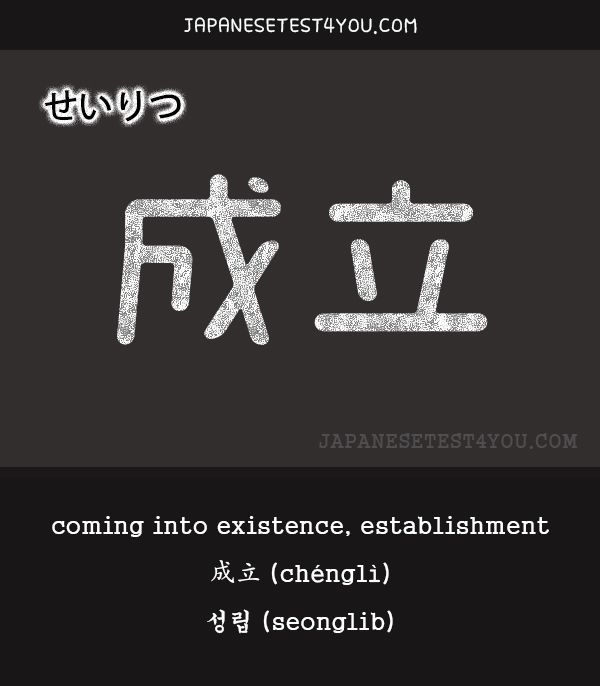 JAPANESETEST4YOU.COM
せいりつ
成立
JAPANESETEST4YOU.COM
coming into existence, establishment
成立 (chénglì)
성립 (seonglib)